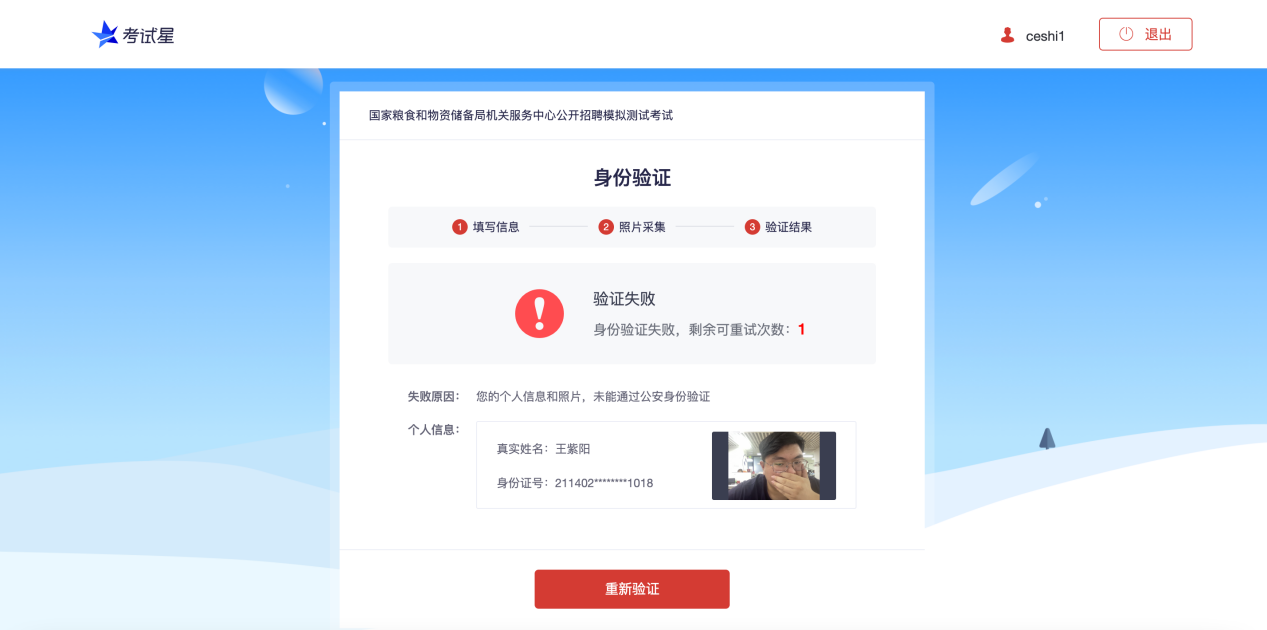 考试星
ceshi1
退出
国家粮食和物资储备局机关服务中心公开招聘模拟测试考试
身份验证
1 填写信息 2 照片采集 3 验证结果
验证失败
身份验证失败，剩余可重试次数：1
失败原因： 您的个人信息和照片，未能通过公安身份验证
个人信息：
真实姓名：王紫阳
身份证号：211402********1018
重新验证